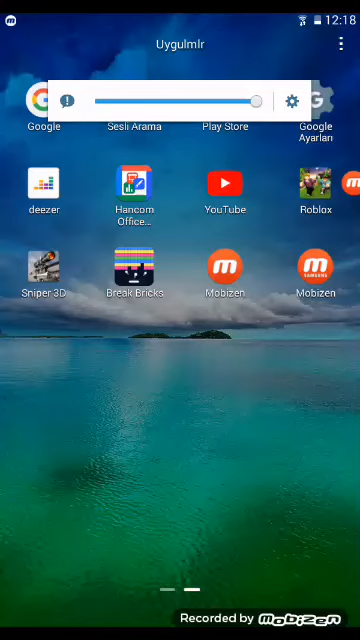 12:18
Uygulmlr
Google
Sesli Arama
Play Store
Google
Ayarları
deezer
Hancom
Office...
YouTube
Roblox
Sniper 3D
Break Bricks
Mobizen
SAMSUNG
Mobizen
Recorded by mobizen